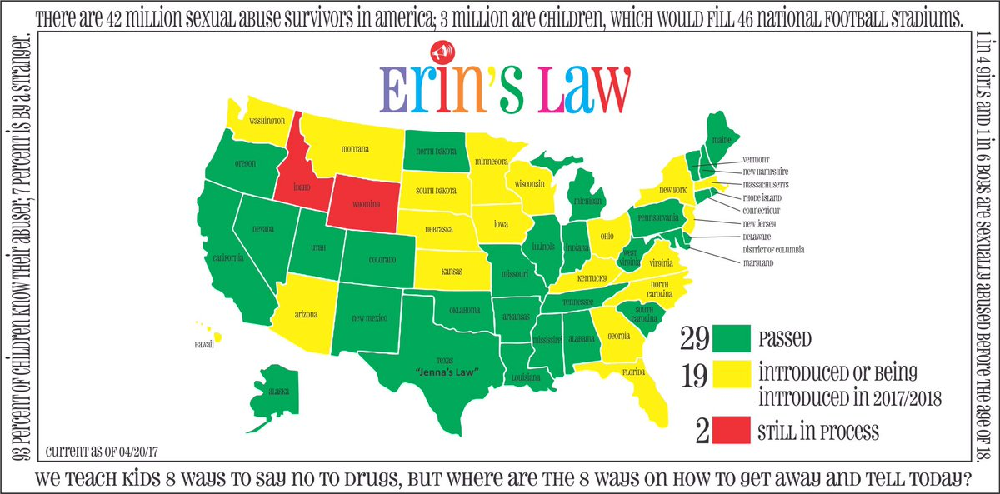 There are 42 million sexual abuse survivors in america; 3 million are children, which would fill 46 national football stadiums.
93 percent of children know their abuser; 7 percent is by a stranger.
1 in 4 girls and 1 in 6 boys are sexually abused before the age of 18.
Erin's Law
washington
oregon
california
idaho
nevada
montana
wyoming
utah
arizona
colorado
new mexico
north dakota
south dakota
nebraska
kansas
oklahoma
texas
"Jenna's Law"
minnesota
iowa
missouri
arkansas
louisiana
wisconsin
illinois
michigan
indiana
ohio
kentucky
tennessee
mississippi
alabama
georgia
florida
south carolina
north carolina
virginia
west virginia
pennsylvania
new york
maine
vermont
new hampshire
massachusetts
rhode island
connecticut
new jersey
delaware
district of columbia
maryland
hawaii
alaska
29 passed
19 introduced or being
introduced in 2017/2018
2 still in process
current as of 04/20/17
we teach kids 8 ways to say no to drugs, but where are the 8 ways on how to get away and tell today?